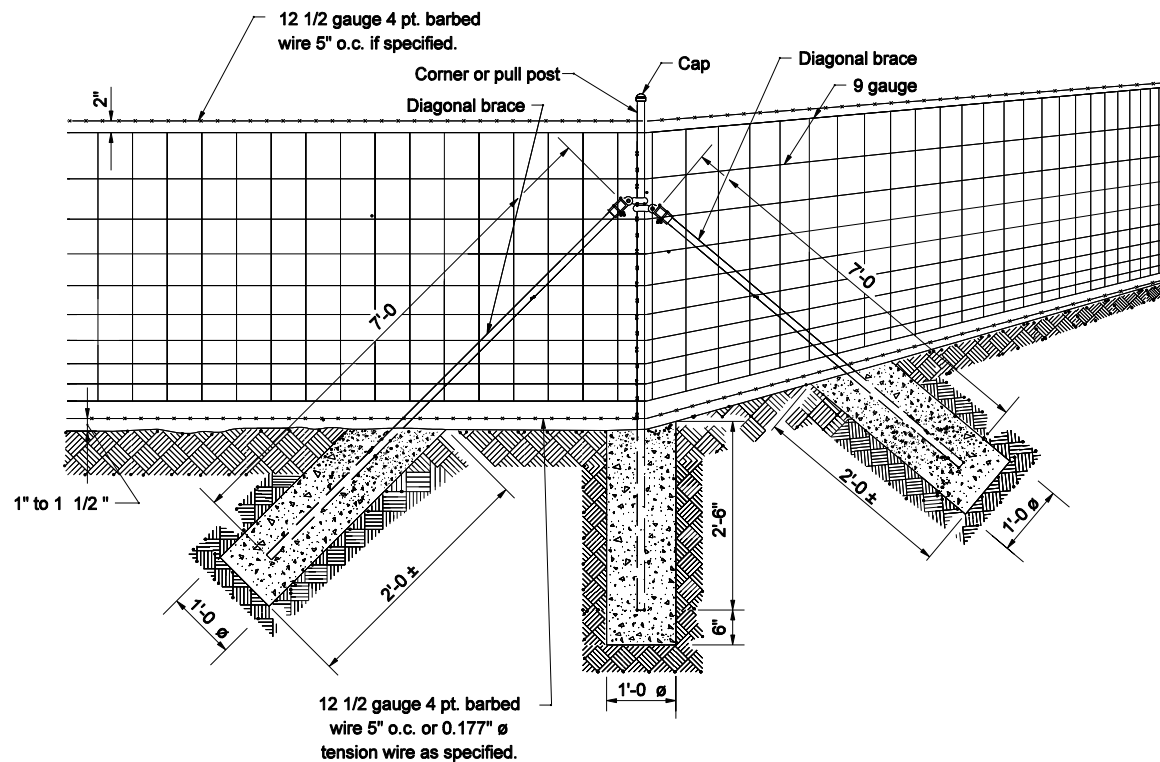 12 1/2 gauge 4 pt. barbed
wire 5" o.c. if specified.
Cap
Diagonal brace
Corner or pull post
9 gauge
Diagonal brace
2"
7'-0
7'-0
1" to 1 1/2 "
2'-0 ±
1'-0 ø
2'-6"
6"
1'-0 ø
2'-0 ±
1'-0 ø
12 1/2 gauge 4 pt. barbed
wire 5" o.c. or 0.177" ø
tension wire as specified.